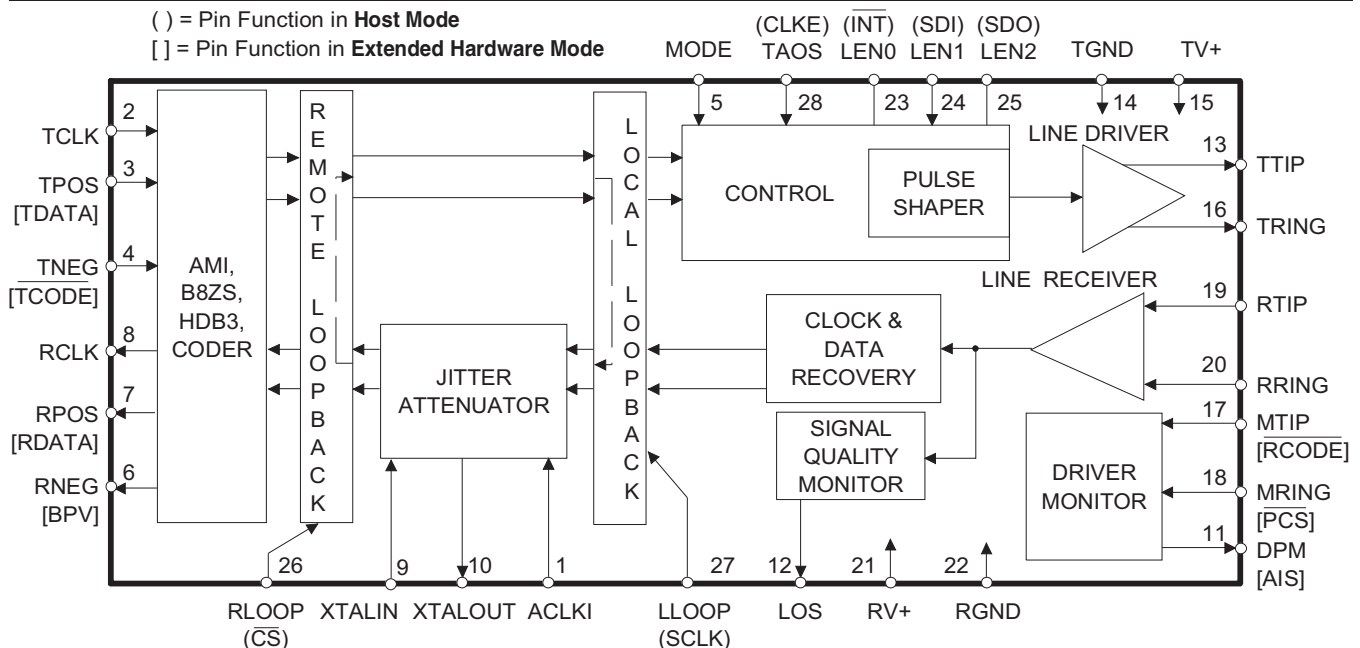 ( ) = Pin Function in Host Mode
[ ] = Pin Function in Extended Hardware Mode
(CLKE) (INT) (SDI) (SDO)
MODE TAOS LEN0 LEN1 LEN2 TGND TV+
5 28 23 24 25 14 15
2
TCLK
3
TPOS
[TDATA]
4
TNEG
[TCODE]
8
RCLK
7
RPOS
[RDATA]
6
RNEG
[BPV]
AMI,
B8ZS,
HDB3,
CODER
REMOTE LOOPBACK
JITTER
ATTENUATOR
LOCAL LOOPBACK
CONTROL
PULSE
SHAPER
LINE DRIVER
13
TTIP
16
TRING
LINE RECEIVER
19
RTIP
20
RRING
CLOCK &
DATA
RECOVERY
SIGNAL
QUALITY
MONITOR
DRIVER
MONITOR
17
MTIP
[RCODE]
18
MRING
[PCS]
11
DPM
[AIS]
26 9 10 1 27 12 21 22
RLOOP XTALIN XTALOUT ACLKI LLOOP LOS RV+ RGND
(CS) (SCLK)